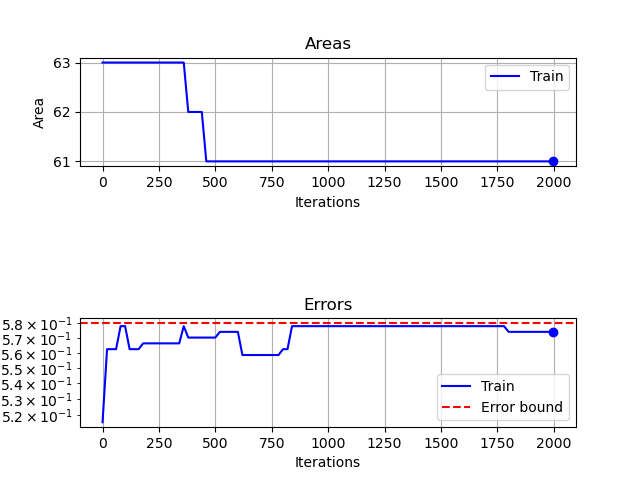 Areas
Area
63
62
61
Train
0 250 500 750 1000 1250 1500 1750 2000
Iterations
Errors
5.8 × 10⁻¹
5.7 × 10⁻¹
5.6 × 10⁻¹
5.5 × 10⁻¹
5.4 × 10⁻¹
5.3 × 10⁻¹
5.2 × 10⁻¹
Train
Error bound
0 250 500 750 1000 1250 1500 1750 2000
Iterations